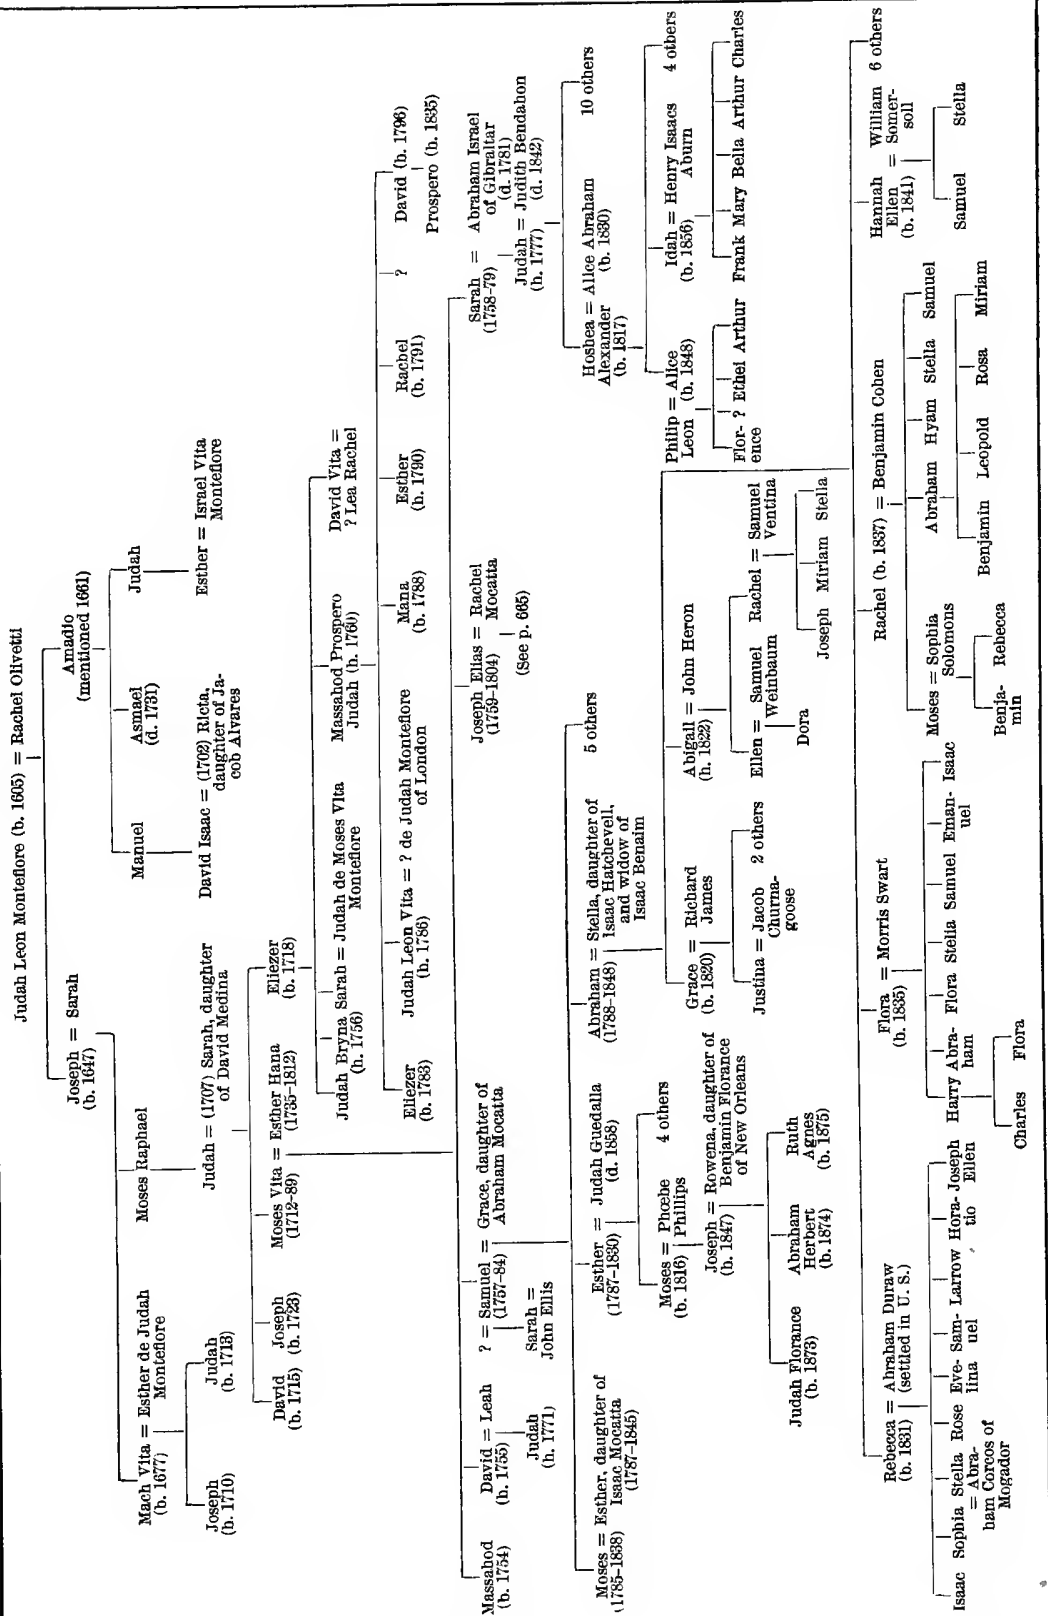 Judah Leon Montefiore (b. 1605) = Rachel Olivetti
Joseph = Sarah
(b. 1647)
Amadio
(mentioned 1661)
Mach Vita = Esther de Judah
(b. 1677) Montefiore
Moses Raphael
Manuel
Asmael
(d. 1731)
Judah
Joseph
(b. 1710)
Judah
(b. 1713)
Judah = (1707) Sarah, daughter
of David Medina
David Isaac = (1702) Ricta,
daughter of Ja-
cob Alvares
Esther = Israel Vita
Montefiore
David
(b. 1715)
Joseph
(b. 1723)
Moses Vita = Esther Hana
(1712–89) (1735–1812)
Eliezer
(b. 1718)
Judah Bryna
(h. 1756)
Sarah = Judah de Moses Vita
Montefiore
Massahod Prospero
Judah (h. 1760)
David Vita =
? Lea Rachel
Eliezer
(b. 1783)
Judah Leon Vita = ? de Judah Montefiore
(b. 1786) of London
Mana
(b. 1788)
Esther
(b. 1790)
Rachel
(b. 1791)
?
David (b. 1796)
Prospero (b. 1835)
Massahod
(b. 1754)
David = Leah
(b. 1755)
Judah
(h. 1771)
? = Samuel = Grace, daughter of
(1757–84) Abraham Mocatta
Sarah =
John Ellis
Joseph Elias = Rachel
(1759–1804) Mocatta
(See p. 665)
Sarah = Abraham Israel
(1758–79) of Gibraltar
(d. 1781)
Judah = Judith Bendahon
(h. 1777) (d. 1842)
Moses = Esther, daughter of
(1785–1838) Isaac Mocatta
(1787–1845)
Esther = Judah Guedalla
(1787–1830) (d. 1858)
Abraham = Stella, daughter of
(1788–1848) Isaac Hatchevell,
and widow of
Isaac Benaim
5 others
Hoshea = Alice Abraham
Alexander (b. 1830)
(b. 1817)
10 others
Moses = Phœbe
(b. 1816) Phillips
4 others
Grace = Richard
(b. 1820) James
Abigail = John Heron
(h. 1822)
Philip = Alice
Leon (b. 1848)
Idah = Henry Isaacs
(b. 1856) Aburn
4 others
Joseph = Rowena, daughter of
(b. 1847) Benjamin Florance
of New Orleans
Justina = Jacob
Churna-
goose
2 others
Ellen = Samuel
Weinbaum
Rachel = Samuel
Ventina
Flor-
ence
? Ethel Arthur
Frank Mary Bella Arthur Charles
Judah Florance
(b. 1873)
Abraham
Herbert
(b. 1874)
Ruth
Agnes
(b. 1875)
Dora
Joseph Miriam Stella
Rebecca = Abraham Duraw
(b. 1831) (settled in U. S.)
Flora = Morris Swart
(b. 1835)
Rachel (b. 1837) = Benjamin Cohen
Hannah = William
Ellen Somer-
(b. 1841) soll
6 others
Isaac Sophia Stella Rose Eve-
lina Sam-
uel Larrow Hora-
tio Joseph
Ellen
= Abra-
ham Corcos of
Mogador
Harry Abra-
ham Flora Stella Samuel Eman-
uel Isaac
Moses = Sophia
Solomons
Abraham Hyam Stella Samuel
Samuel Stella
Charles Flora
Benja-
min Rebecca
Benjamin Leopold Rosa Miriam